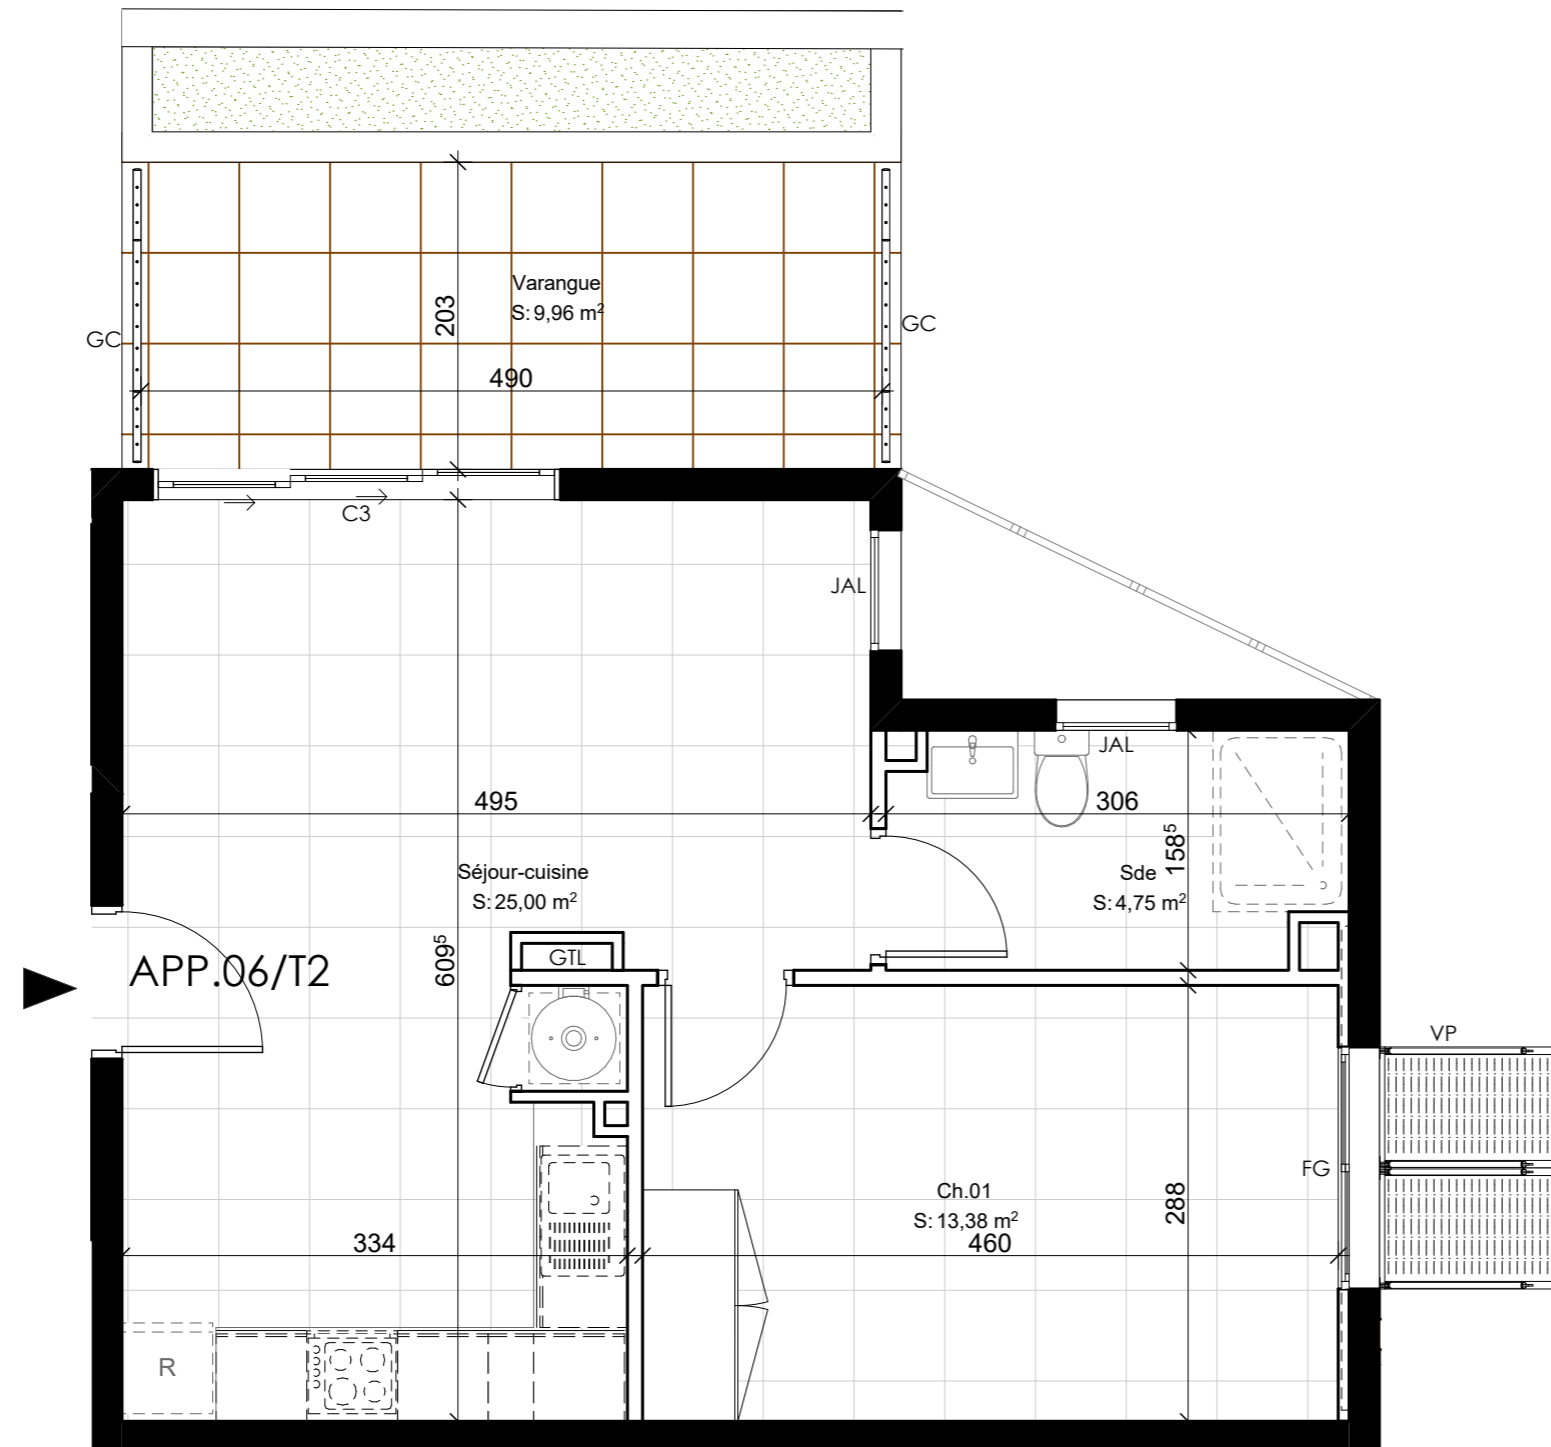 Varangue
S: 9,96 m²
203
GC
GC
490
C3
JAL
JAL
495
306
158⁵
Séjour-cuisine
S: 25,00 m²
Sde
S: 4,75 m²
609⁵
GTL
APP.06/T2
VP
FG
Ch.01
S: 13,38 m²
288
334
460
R